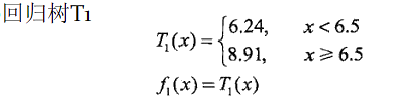 回归树T1
T₁(x) = { 6.24, x < 6.5
8.91, x ≥ 6.5
f₁(x) = T₁(x)